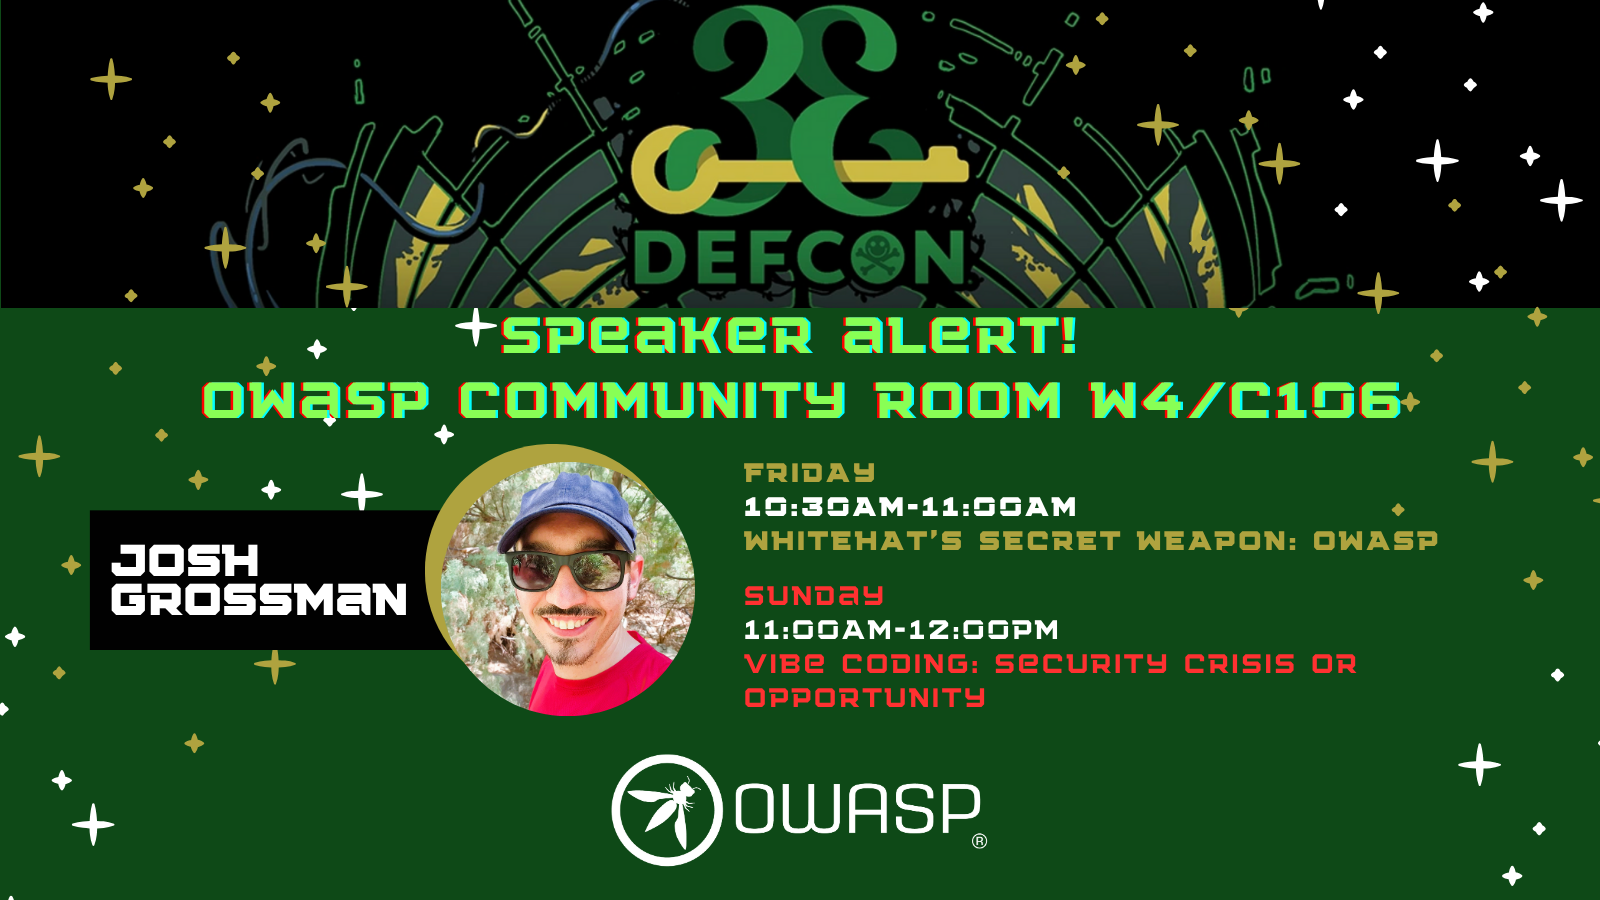 33
DEFCON
SPEAKER ALERT!
OWASP COMMUNITY ROOM W4/C106
JOSH
GROSSMAN
FRIDAY
10:30AM-11:00AM
WHITEHAT'S SECRET WEAPON: OWASP
SUNDAY
11:00AM-12:00PM
VIBE CODING: SECURITY CRISIS OR
OPPORTUNITY
OWASP®